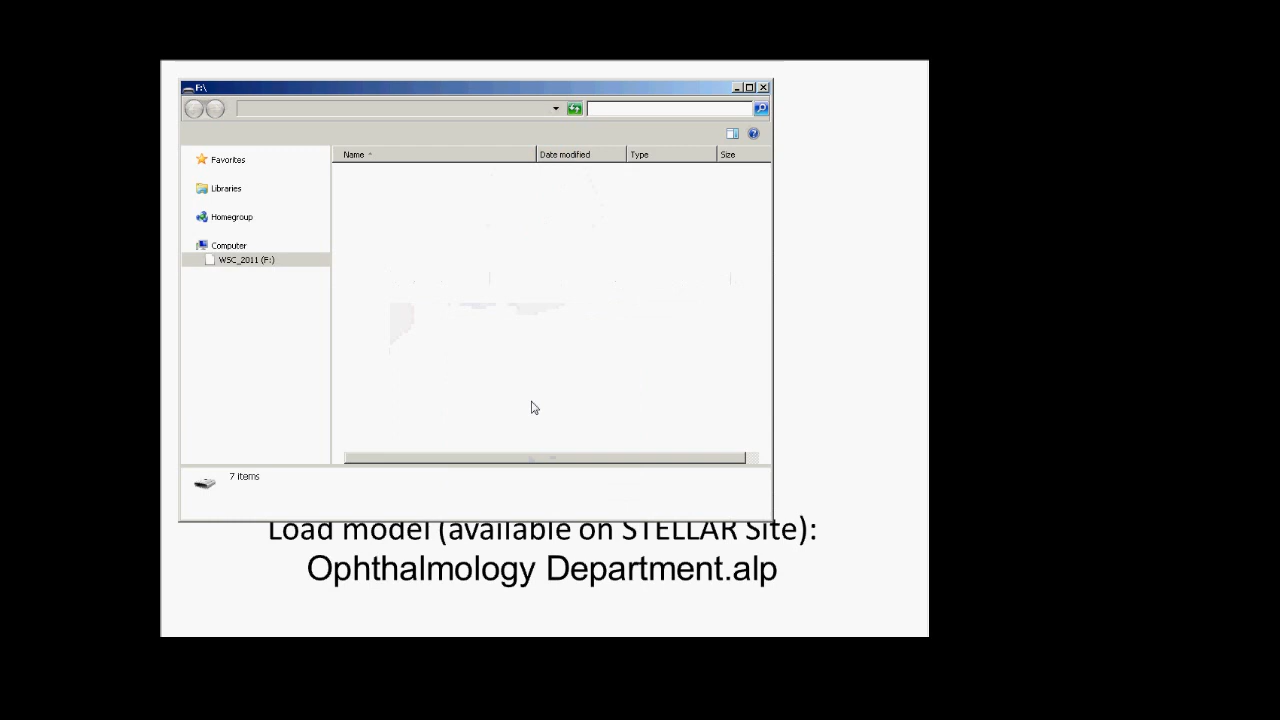 F:\
Name
Date modified
Type
Size
Favorites
Libraries
Homegroup
Computer
WSC_2011 (F:)
7 items
Load model (available on STELLAR Site):
Ophthalmology Department.alp